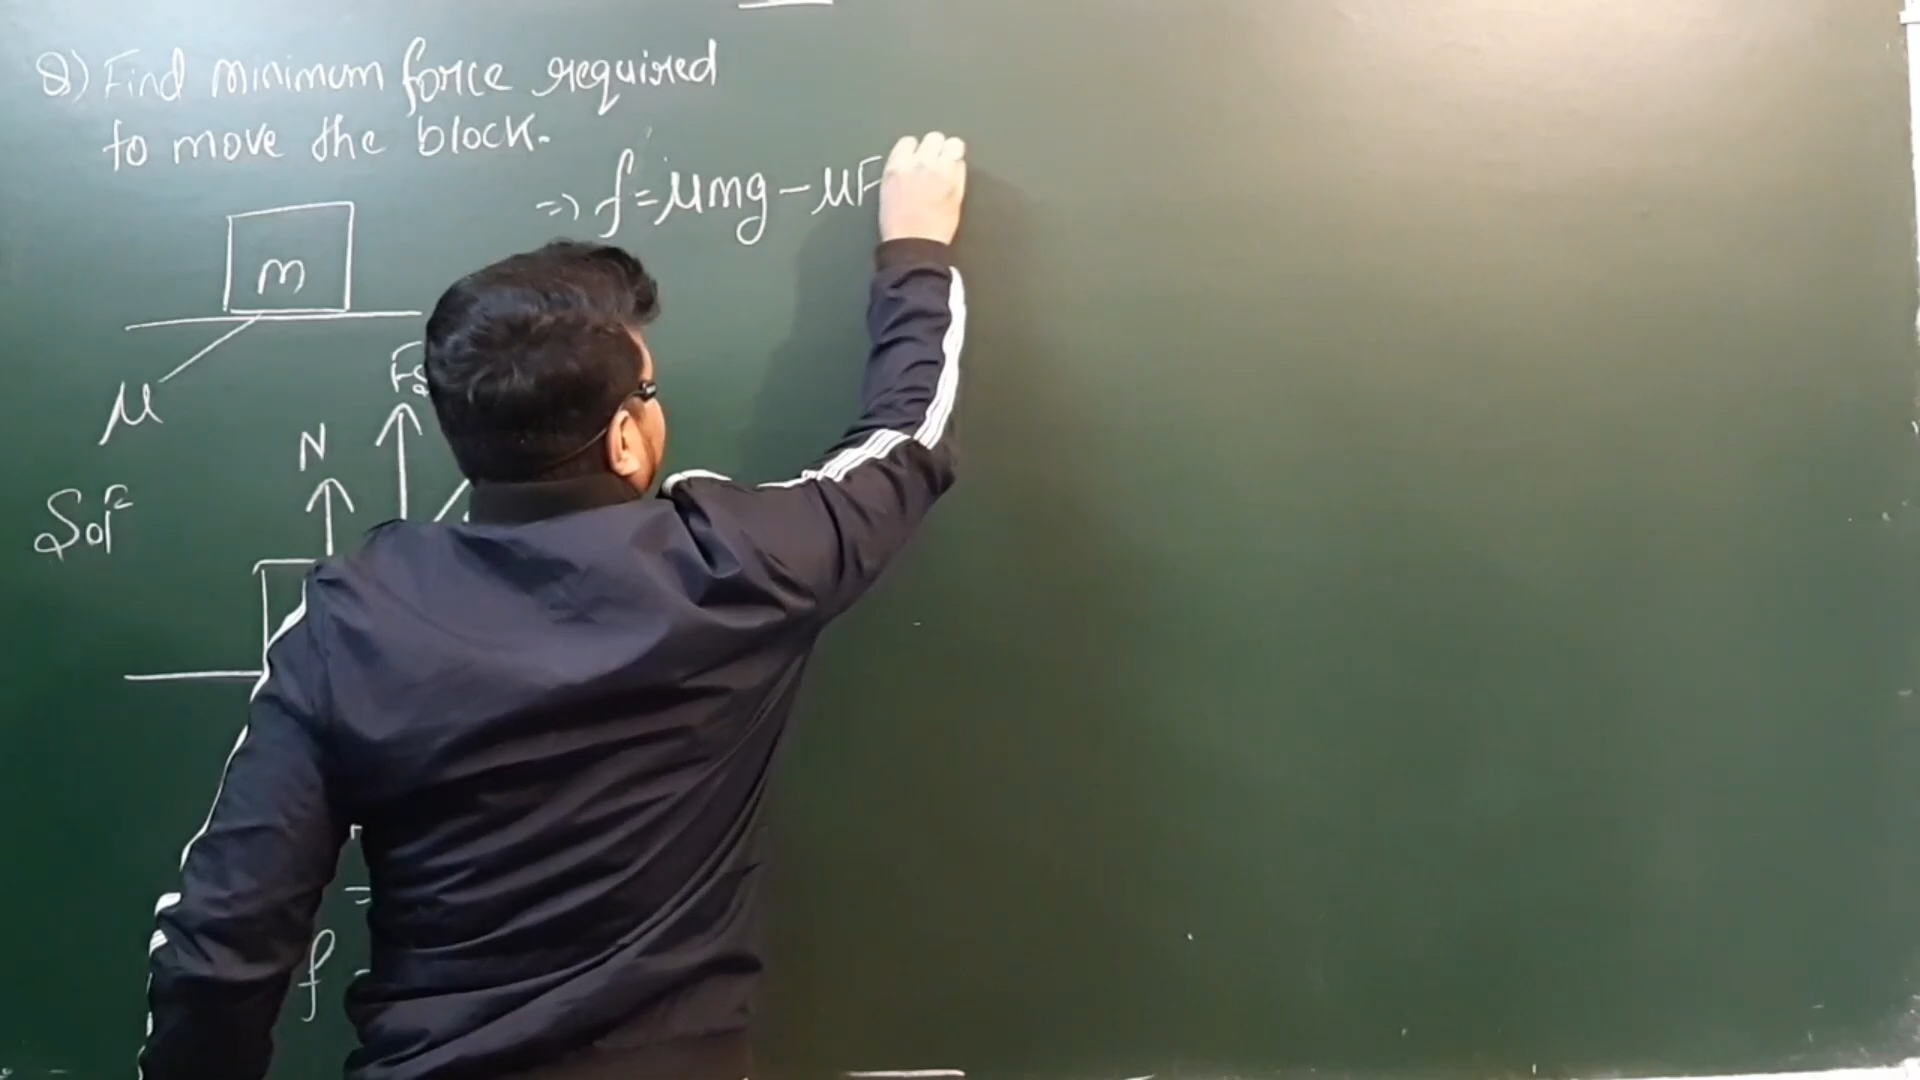 Q) Find minimum force required
to move the block.
=> f=μmg-μF
m
μ
N
Sol
f